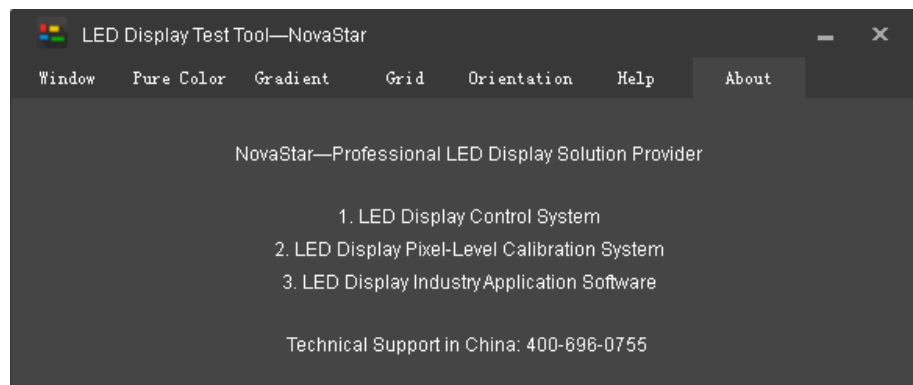 LED Display Test Tool—NovaStar
Window Pure Color Gradient Grid Orientation Help About
NovaStar—Professional LED Display Solution Provider
1. LED Display Control System
2. LED Display Pixel-Level Calibration System
3. LED Display Industry Application Software
Technical Support in China: 400-696-0755